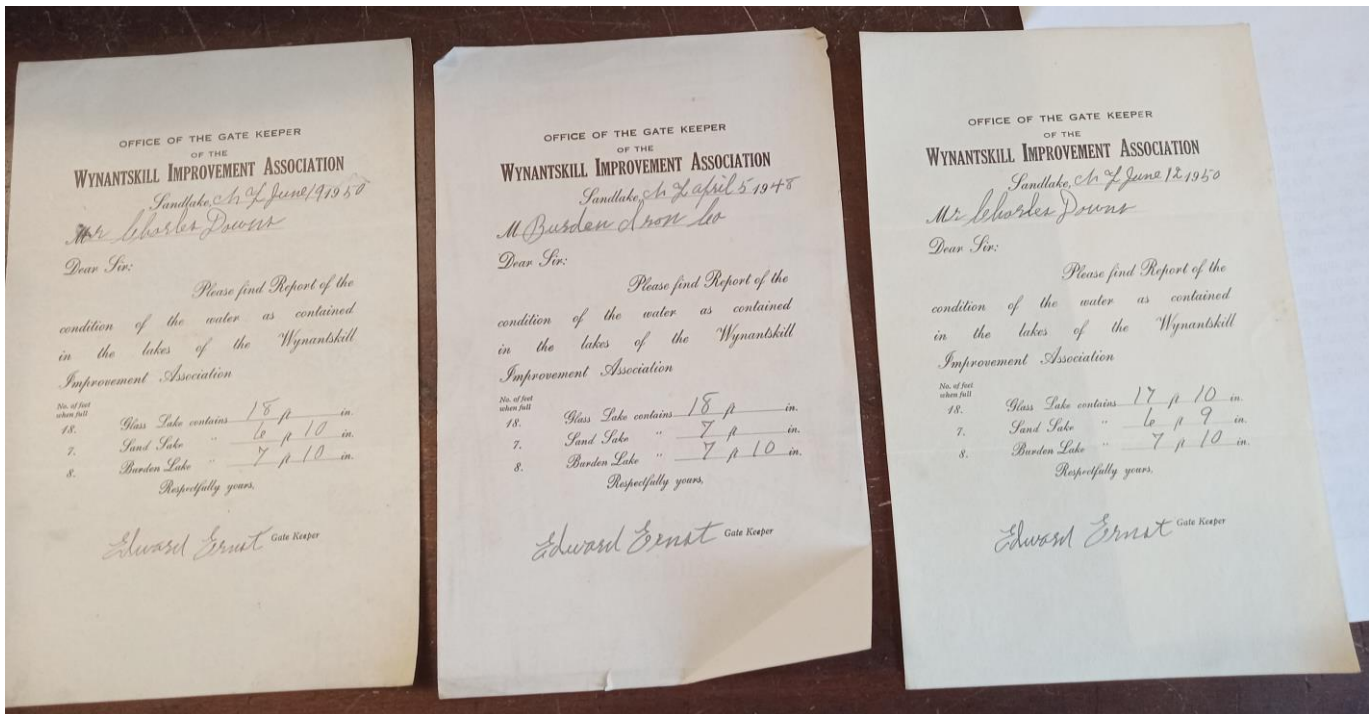 OFFICE OF THE GATE KEEPER
OF THE
WYNANTSKILL IMPROVEMENT ASSOCIATION
Sandlake, N Y June 19 1950
Mr Charles Downs
Dear Sir:
Please find Report of the
condition of the water as contained
in the lakes of the Wynantskill
Improvement Association
No. of feet
when full
18. Glass Lake contains 18 ft in.
7. Sand Lake " 6 ft 10 in.
8. Burden Lake " 7 ft 10 in.
Respectfully yours,
Edward Ernst Gate Keeper
OFFICE OF THE GATE KEEPER
OF THE
WYNANTSKILL IMPROVEMENT ASSOCIATION
Sandlake, N Y April 5 1948
M Burden Iron Co
Dear Sir:
Please find Report of the
condition of the water as contained
in the lakes of the Wynantskill
Improvement Association
No. of feet
when full
18. Glass Lake contains 18 ft in.
7. Sand Lake " 7 ft in.
8. Burden Lake " 7 ft 10 in.
Respectfully yours,
Edward Ernst Gate Keeper
OFFICE OF THE GATE KEEPER
OF THE
WYNANTSKILL IMPROVEMENT ASSOCIATION
Sandlake, N Y June 12 1950
Mr Charles Downs
Dear Sir:
Please find Report of the
condition of the water as contained
in the lakes of the Wynantskill
Improvement Association
No. of feet
when full
18. Glass Lake contains 17 ft 10 in.
7. Sand Lake " 6 ft 9 in.
8. Burden Lake " 7 ft 10 in.
Respectfully yours,
Edward Ernst Gate Keeper